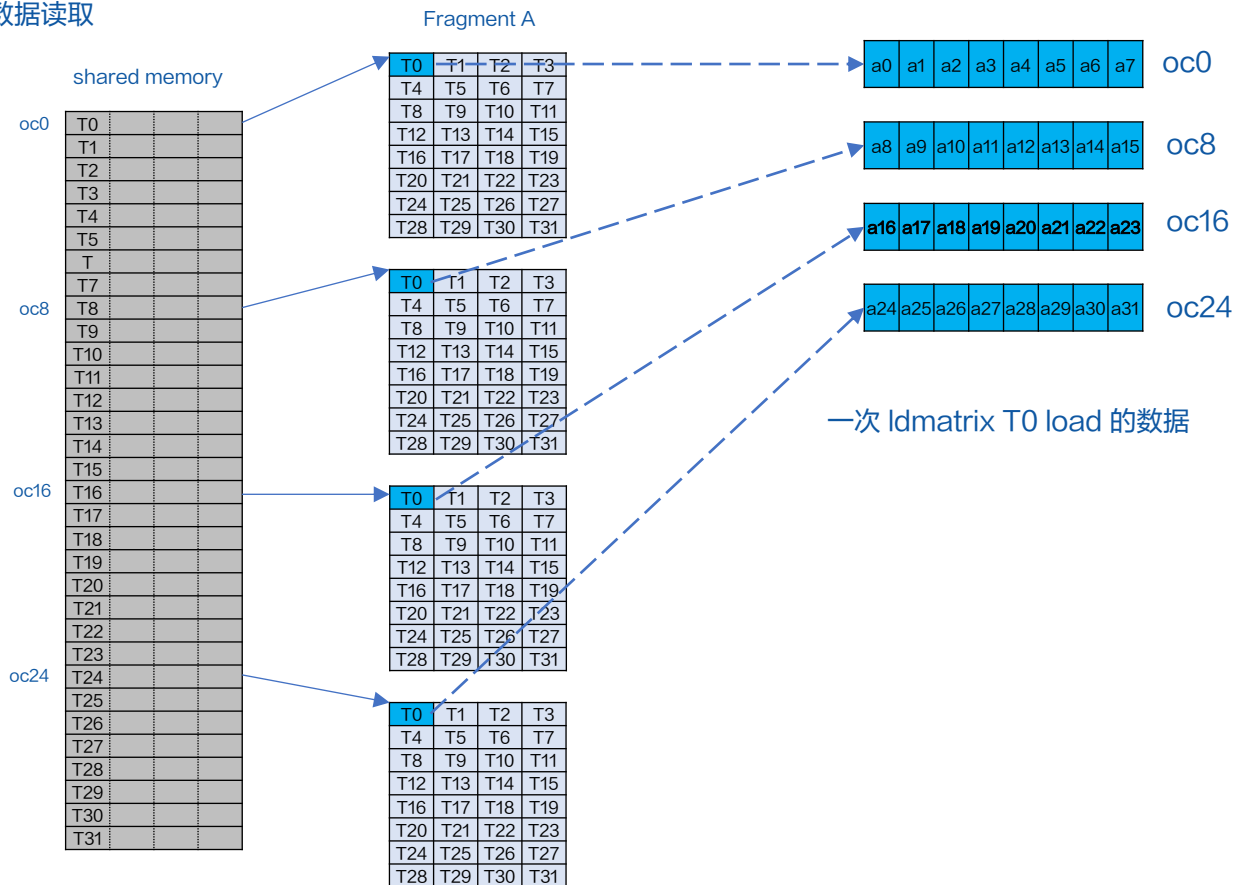 数据读取
Fragment A
shared memory
oc0
T0
T1
T2
T3
T4
T5
T
T7
oc8
T8
T9
T10
T11
T12
T13
T14
T15
oc16
T16
T17
T18
T19
T20
T21
T22
T23
oc24
T24
T25
T26
T27
T28
T29
T30
T31
T0 T1 T2 T3
T4 T5 T6 T7
T8 T9 T10 T11
T12 T13 T14 T15
T16 T17 T18 T19
T20 T21 T22 T23
T24 T25 T26 T27
T28 T29 T30 T31
T0 T1 T2 T3
T4 T5 T6 T7
T8 T9 T10 T11
T12 T13 T14 T15
T16 T17 T18 T19
T20 T21 T22 T23
T24 T25 T26 T27
T28 T29 T30 T31
T0 T1 T2 T3
T4 T5 T6 T7
T8 T9 T10 T11
T12 T13 T14 T15
T16 T17 T18 T19
T20 T21 T22 T23
T24 T25 T26 T27
T28 T29 T30 T31
T0 T1 T2 T3
T4 T5 T6 T7
T8 T9 T10 T11
T12 T13 T14 T15
T16 T17 T18 T19
T20 T21 T22 T23
T24 T25 T26 T27
T28 T29 T30 T31
a0 a1 a2 a3 a4 a5 a6 a7 oc0
a8 a9 a10 a11 a12 a13 a14 a15 oc8
a16 a17 a18 a19 a20 a21 a22 a23 oc16
a24 a25 a26 a27 a28 a29 a30 a31 oc24
一次 ldmatrix T0 load 的数据